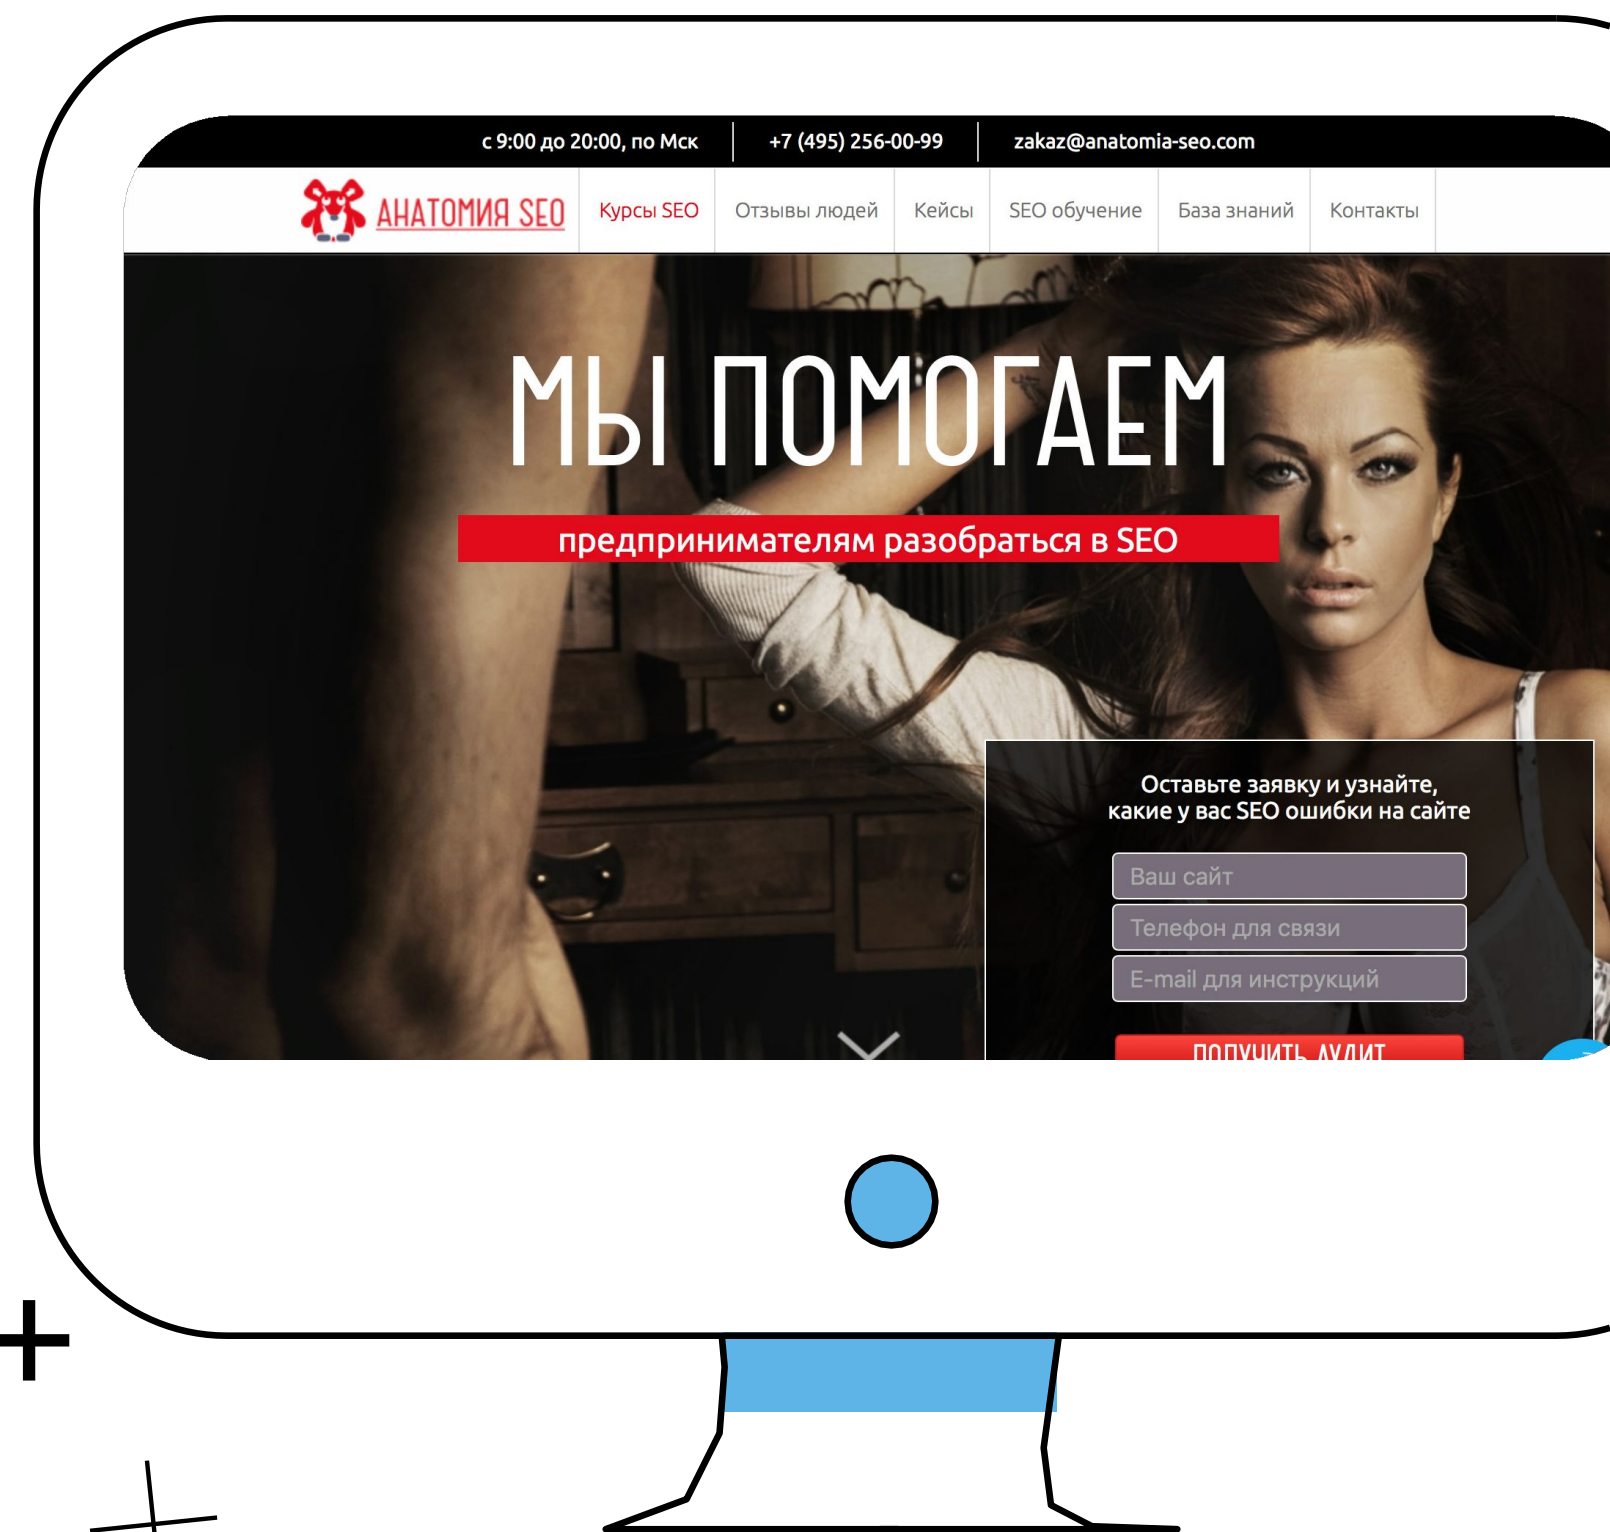 с 9:00 до 20:00, по Мск
+7 (495) 256-00-99
zakaz@anatomia-seo.com
АНАТОМИЯ SEO
Курсы SEO
Отзывы людей
Кейсы
SEO обучение
База знаний
Контакты
МЫ ПОМОГАЕМ
предпринимателям разобраться в SEO
Оставьте заявку и узнайте,
какие у вас SEO ошибки на сайте
Ваш сайт
Телефон для связи
E-mail для инструкций
ПОЛУЧИТЬ АУДИТ